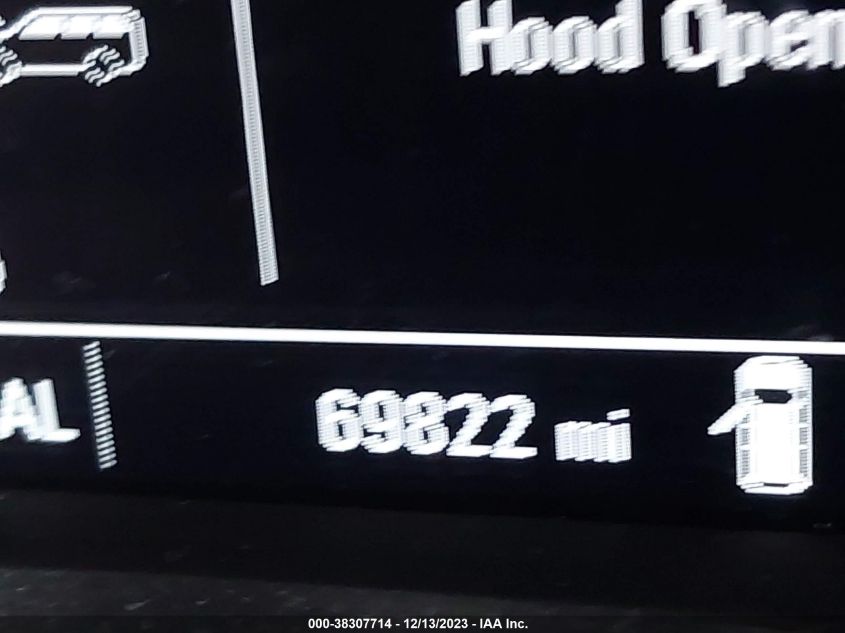 Hood Open
AL
69822 mi
000-38307714 - 12/13/2023 - IAA Inc.